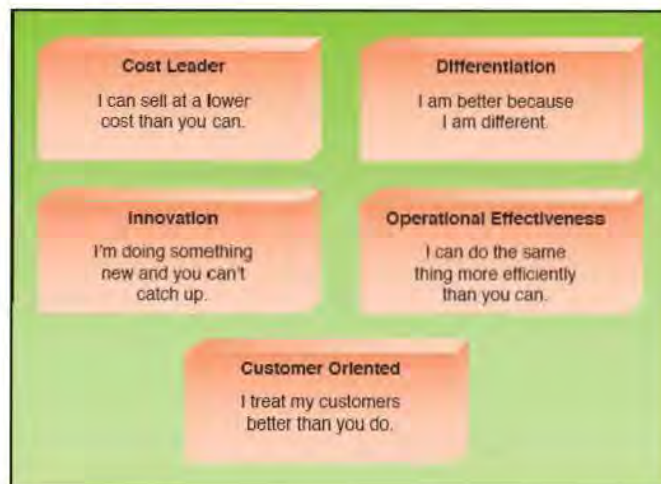 Cost Leader
I can sell at a lower
cost than you can.
Differentiation
I am better because
I am different.
Innovation
I'm doing something
new and you can't
catch up.
Operational Effectiveness
I can do the same
thing more efficiently
than you can.
Customer Oriented
I treat my customers
better than you do.